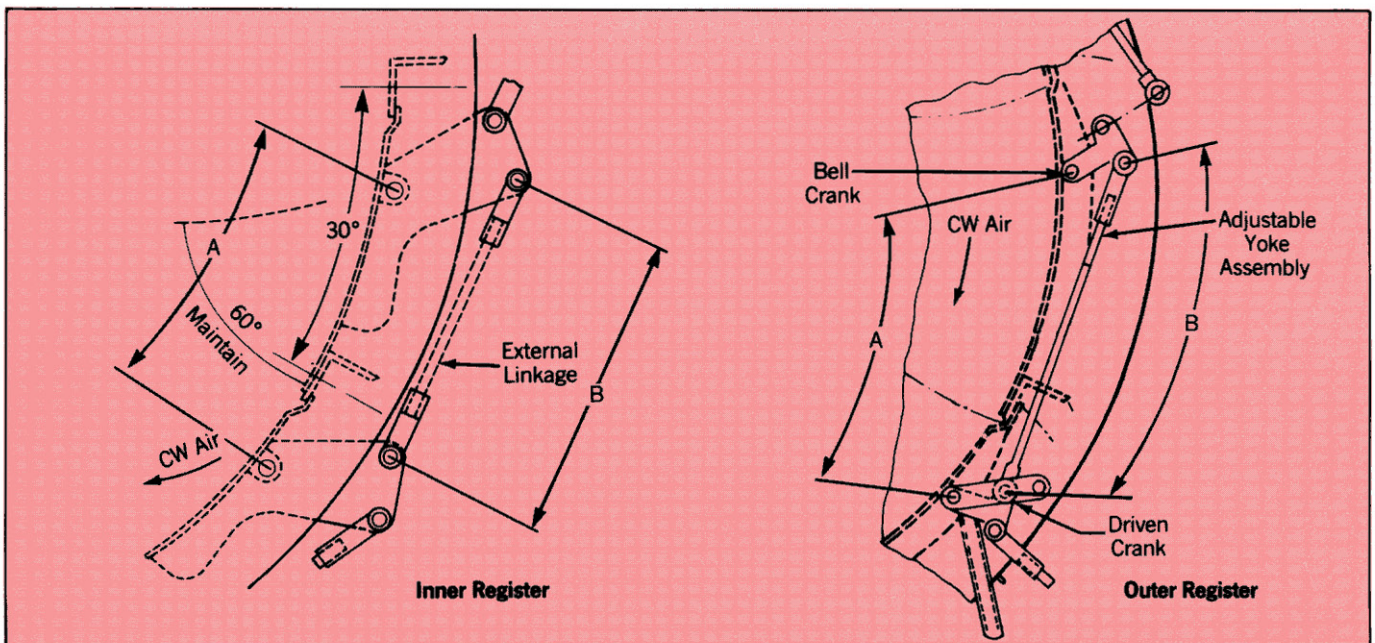 A
30°
60°
Maintain
CW Air
External
Linkage
B
Inner Register
Bell
Crank
CW Air
A
Adjustable
Yoke
Assembly
B
Driven
Crank
Outer Register